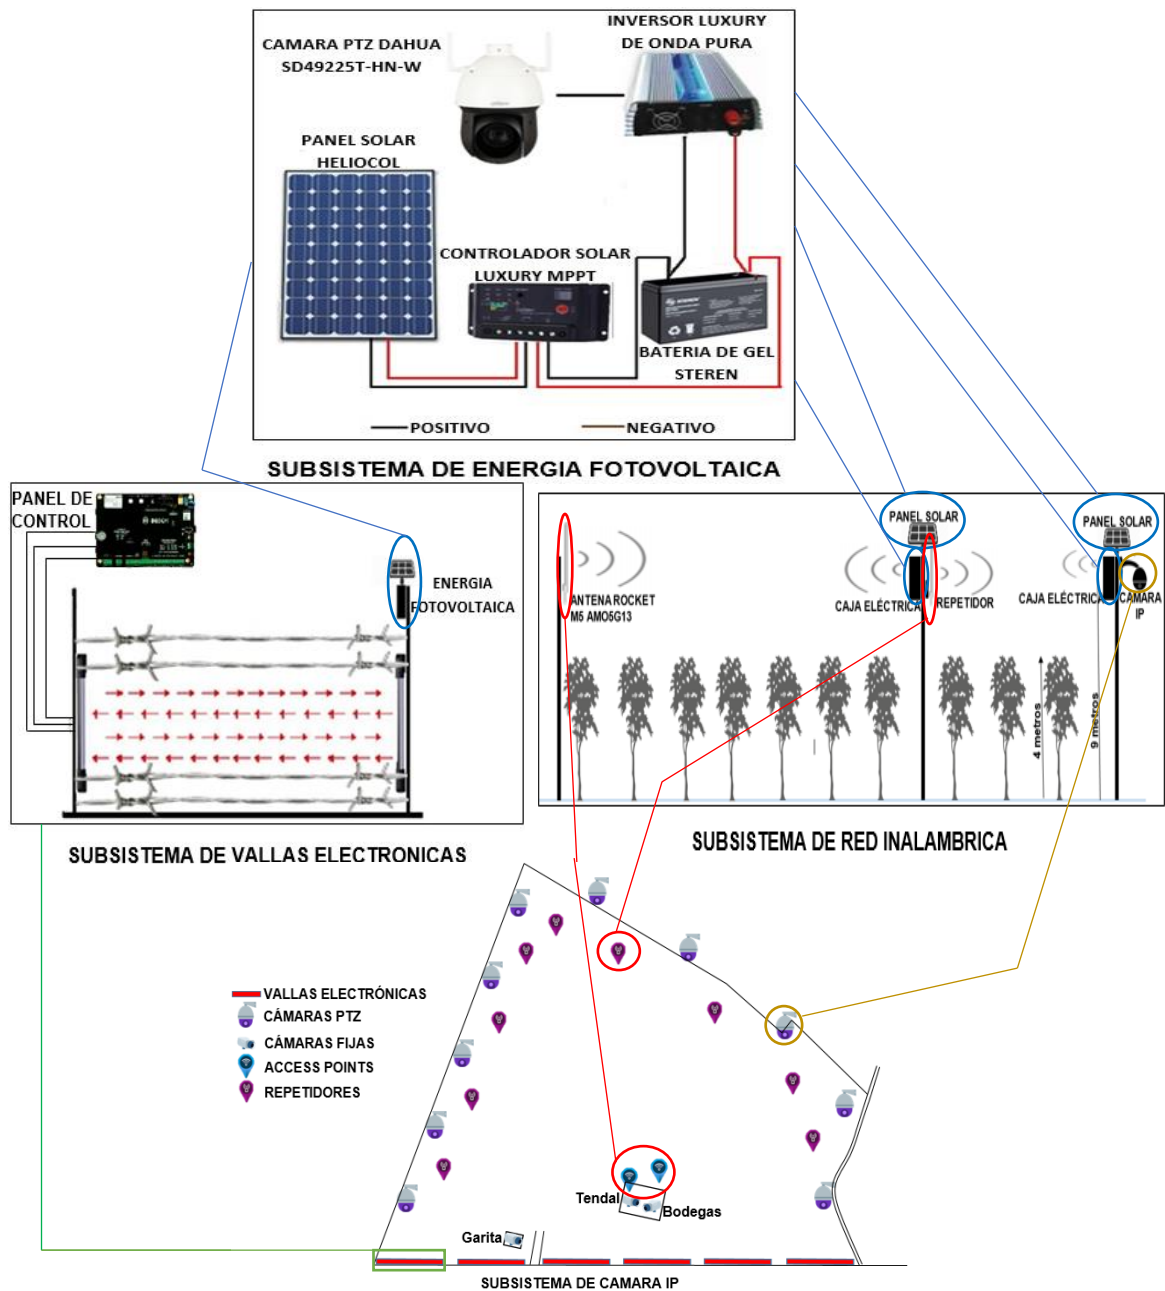 INVERSOR LUXURY
DE ONDA PURA
CAMARA PTZ DAHUA
SD49225T-HN-W
PANEL SOLAR
HELIOCOL
CONTROLADOR SOLAR
LUXURY MPPT
BATERIA DE GEL
STEREN
POSITIVO
NEGATIVO
SUBSISTEMA DE ENERGIA FOTOVOLTAICA
PANEL DE
CONTROL
ENERGIA
FOTOVOLTAICA
SUBSISTEMA DE VALLAS ELECTRONICAS
PANEL SOLAR
PANEL SOLAR
ANTENA ROCKET
M5 AMO5G13
CAJA ELÉCTRICA
REPETIDOR
CAJA ELÉCTRICA
CAMARA
IP
4 metros
9 metros
SUBSISTEMA DE RED INALAMBRICA
VALLAS ELECTRÓNICAS
CÁMARAS PTZ
CÁMARAS FIJAS
ACCESS POINTS
REPETIDORES
Tendal
Bodegas
Garita
SUBSISTEMA DE CAMARA IP